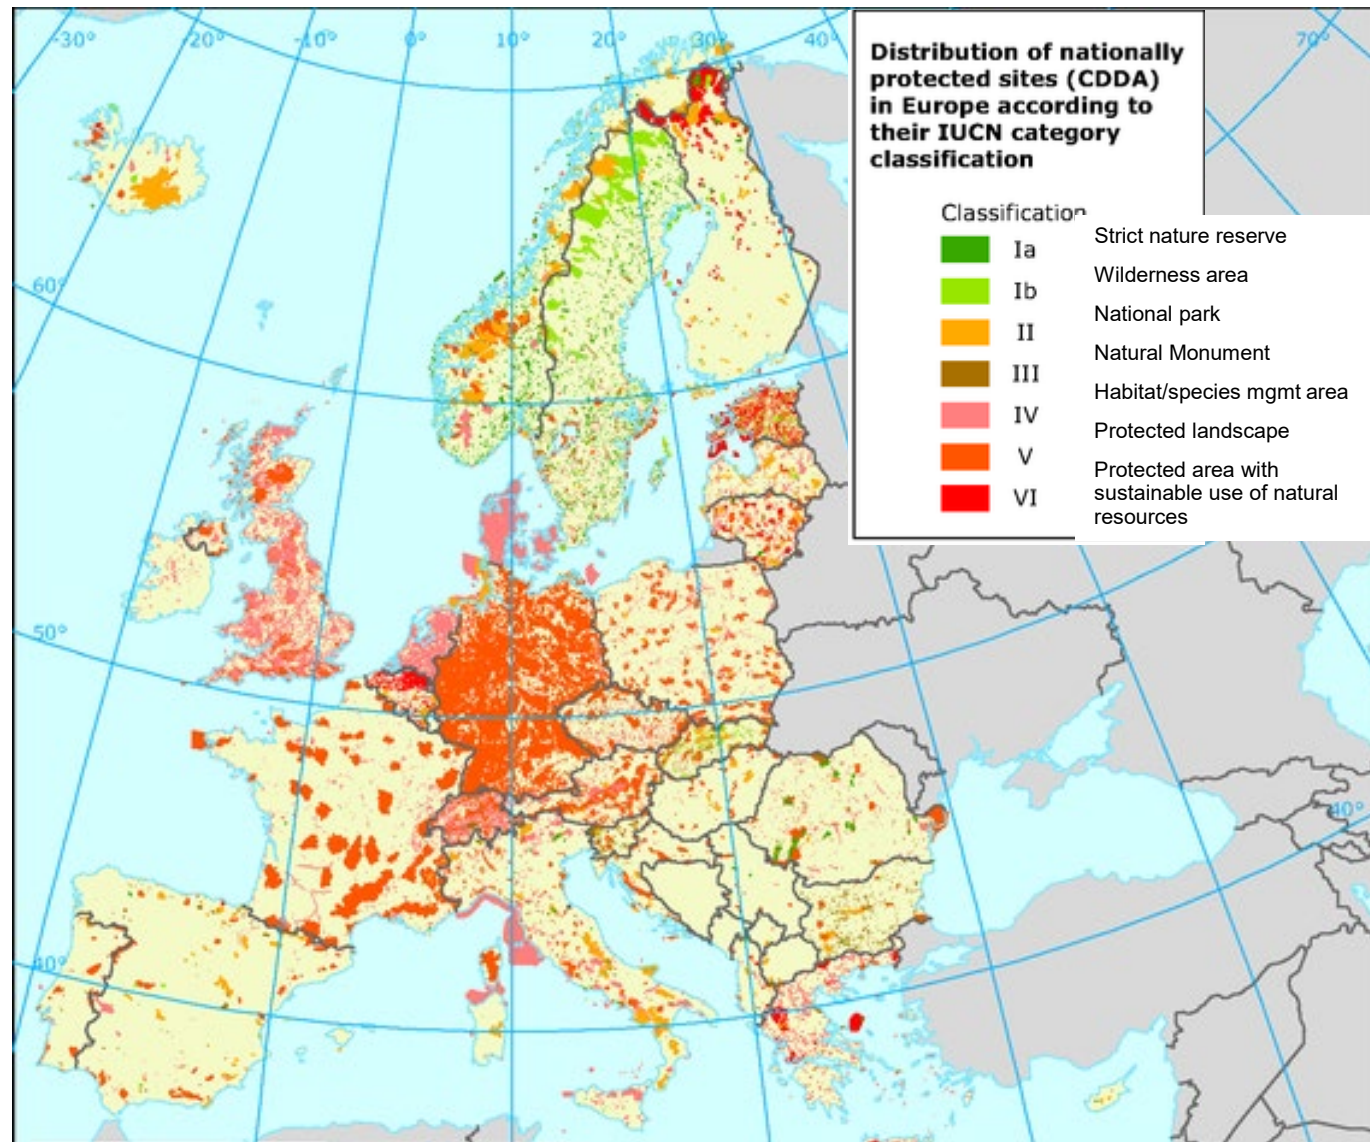 -30°
-20°
-10°
0°
10°
20°
30°
40°
70°
60°
50°
40°
40°
Distribution of nationally
protected sites (CDDA)
in Europe according to
their IUCN category
classification
Classification
Ia Strict nature reserve
Ib Wilderness area
II National park
III Natural Monument
IV Habitat/species mgmt area
V Protected landscape
VI Protected area with
sustainable use of natural
resources